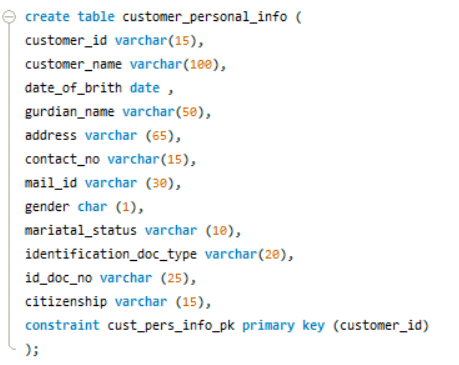 create table customer_personal_info (
customer_id varchar(15),
customer_name varchar(100),
date_of_brith date ,
gurdian_name varchar(50),
address varchar (65),
contact_no varchar(15),
mail_id varchar (30),
gender char (1),
mariatal_status varchar (10),
identification_doc_type varchar(20),
id_doc_no varchar (25),
citizenship varchar (15),
constraint cust_pers_info_pk primary key (customer_id)
);